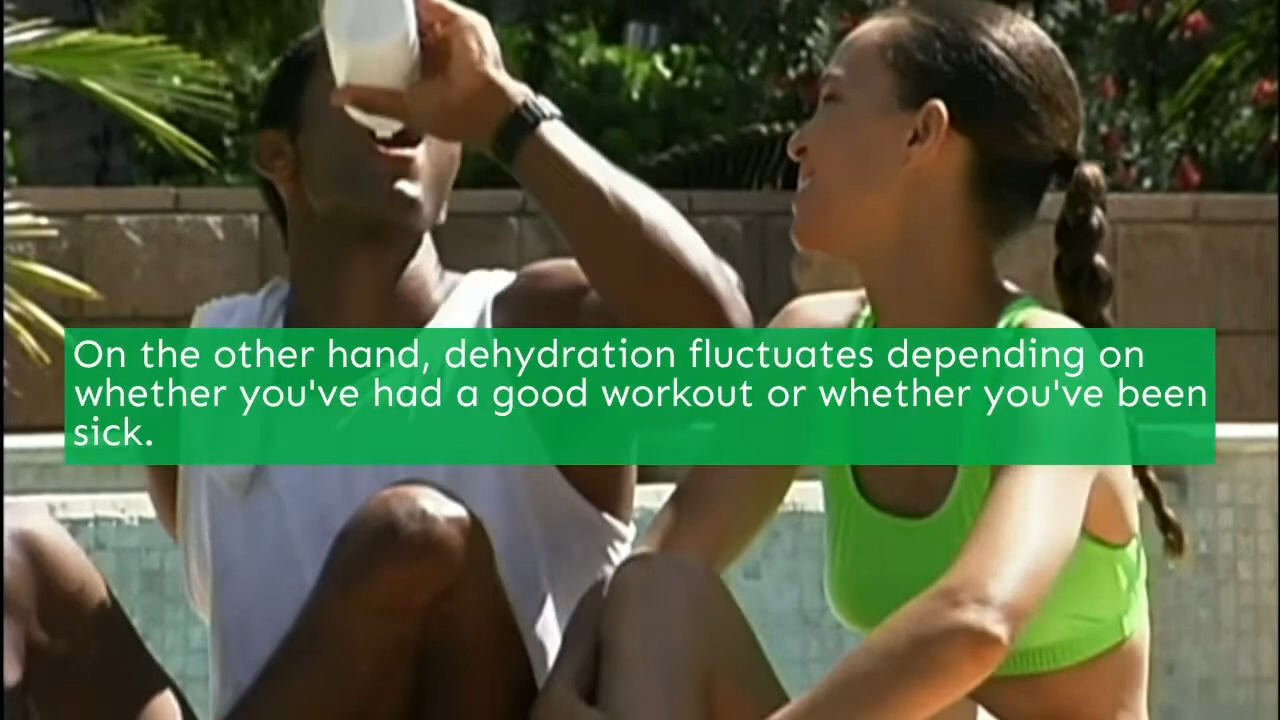 On the other hand, dehydration fluctuates depending on
whether you've had a good workout or whether you've been
sick.